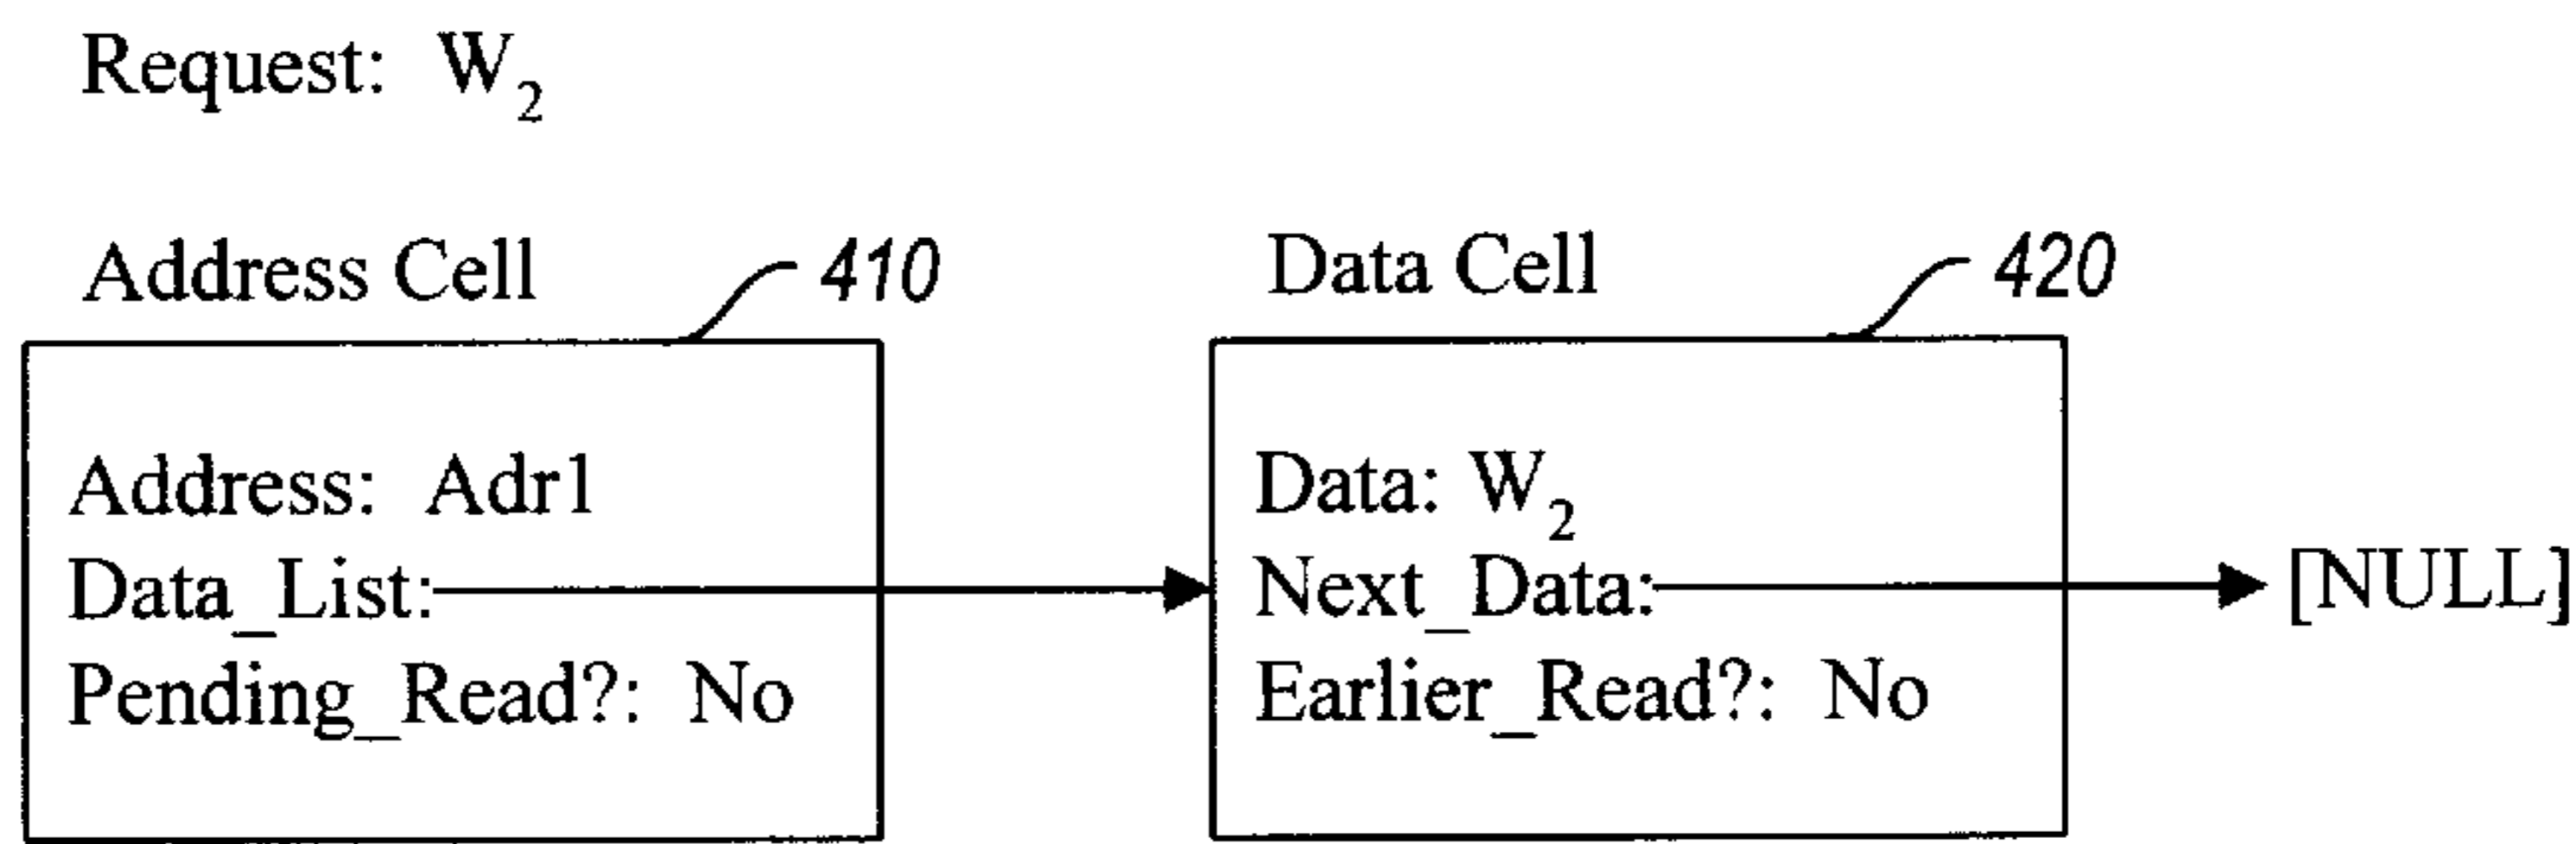 Request: W₂
Address Cell
410
Data Cell
420
Address: Adr1
Data_List:
Pending_Read?: No
Data: W₂
Next_Data:
[NULL]
Earlier_Read?: No